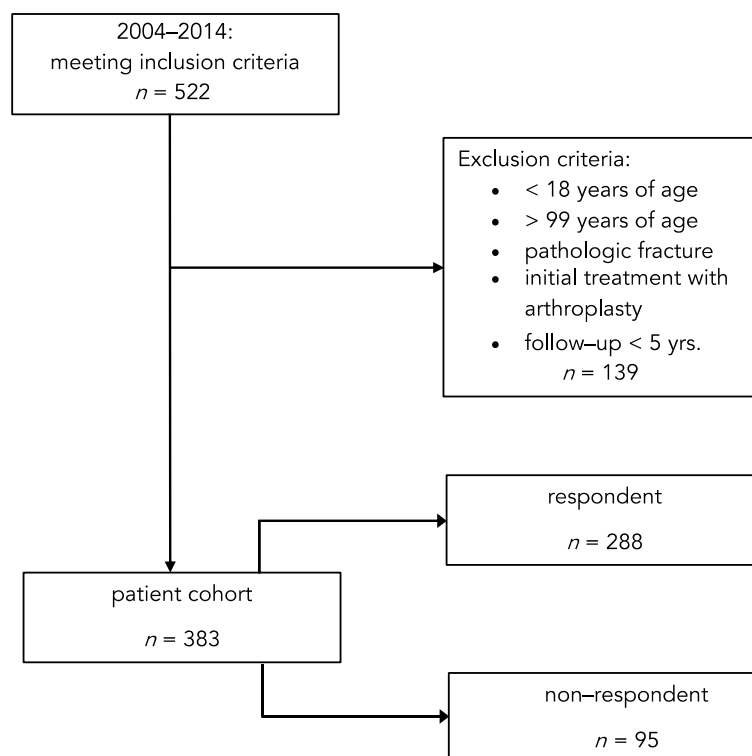 2004–2014:
meeting inclusion criteria
n = 522
Exclusion criteria:
• < 18 years of age
• > 99 years of age
• pathologic fracture
• initial treatment with
arthroplasty
• follow–up < 5 yrs.
n = 139
respondent
n = 288
patient cohort
n = 383
non–respondent
n = 95